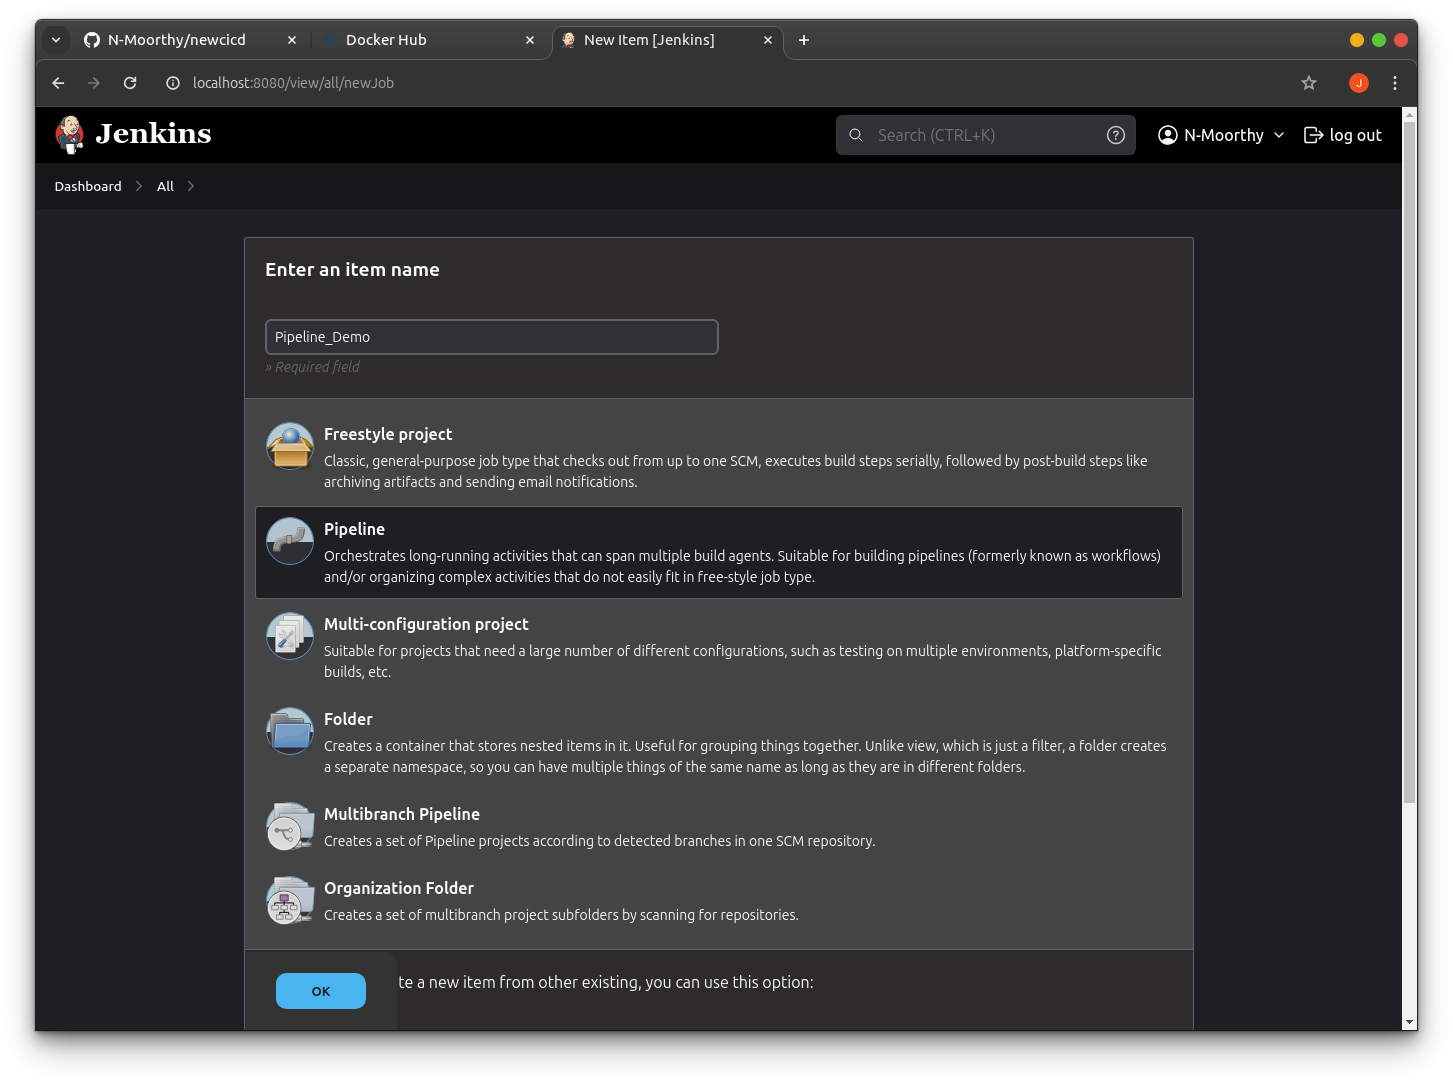 N-Moorthy/newcicd
Docker Hub
New Item [Jenkins]
localhost:8080/view/all/newJob
J
Jenkins
Search (CTRL+K)
N-Moorthy
log out
Dashboard
All
Enter an item name
Pipeline_Demo
» Required field
Freestyle project
Classic, general-purpose job type that checks out from up to one SCM, executes build steps serially, followed by post-build steps like
archiving artifacts and sending email notifications.
Pipeline
Orchestrates long-running activities that can span multiple build agents. Suitable for building pipelines (formerly known as workflows)
and/or organizing complex activities that do not easily fit in free-style job type.
Multi-configuration project
Suitable for projects that need a large number of different configurations, such as testing on multiple environments, platform-specific
builds, etc.
Folder
Creates a container that stores nested items in it. Useful for grouping things together. Unlike view, which is just a filter, a folder creates
a separate namespace, so you can have multiple things of the same name as long as they are in different folders.
Multibranch Pipeline
Creates a set of Pipeline projects according to detected branches in one SCM repository.
Organization Folder
Creates a set of multibranch project subfolders by scanning for repositories.
te a new item from other existing, you can use this option:
OK